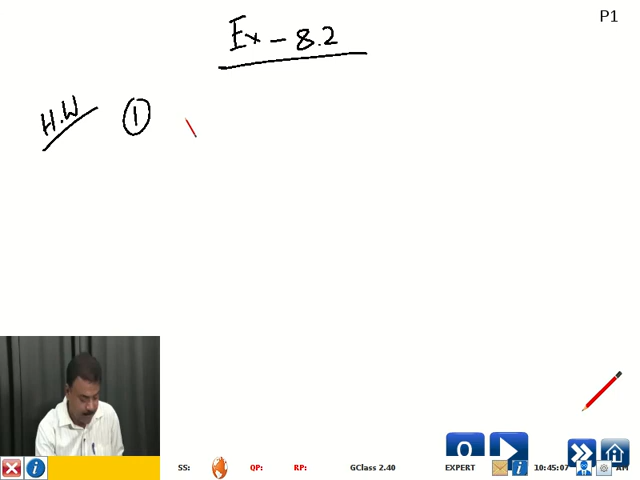 P1
Ex - 8.2
H.W ①
SS: QP: RP: GClass 2.40 EXPERT 10:45:07